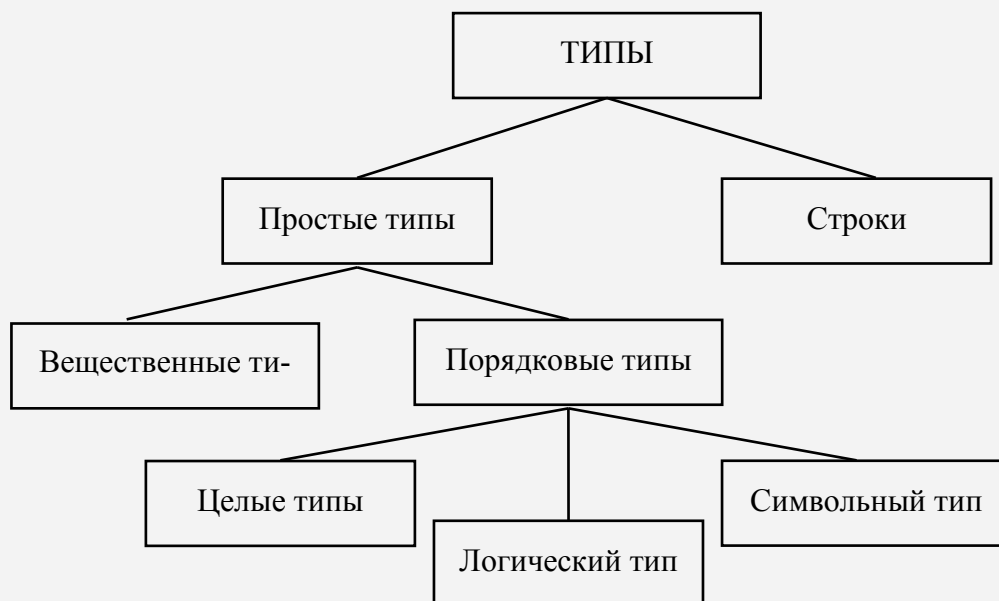 ТИПЫ
Простые типы
Строки
Вещественные ти-
Порядковые типы
Целые типы
Символьный тип
Логический тип